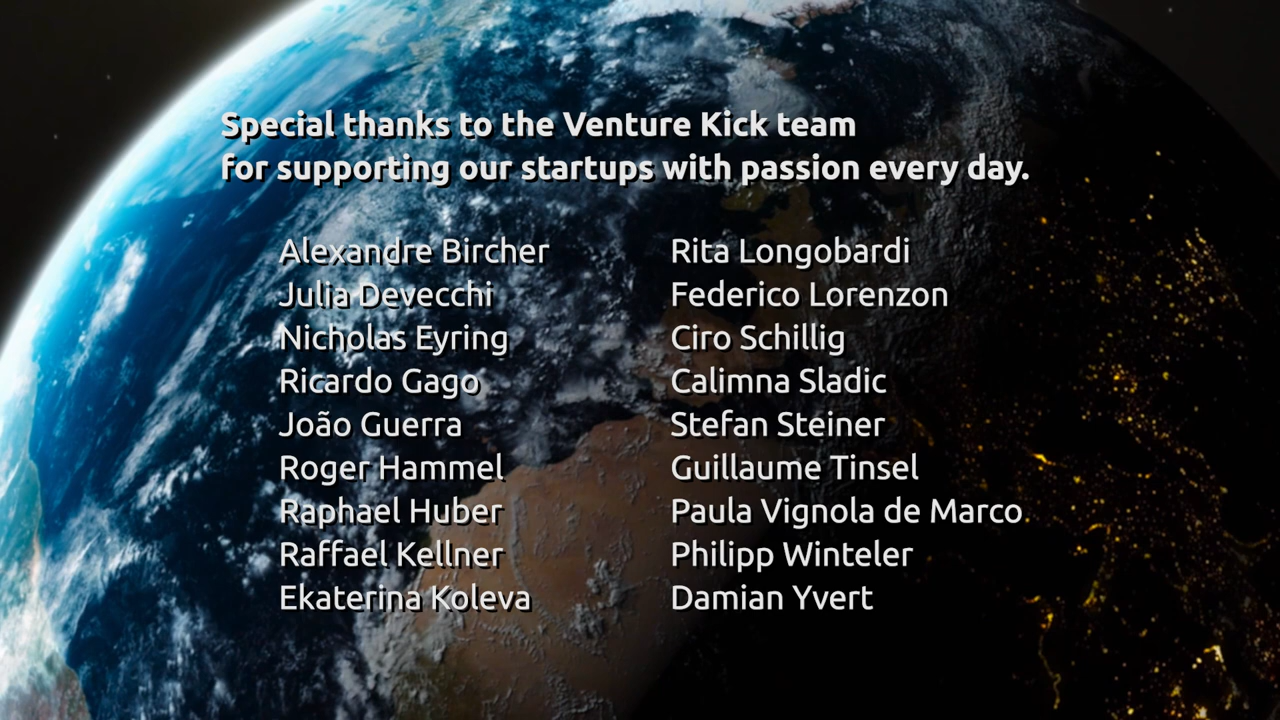 Special thanks to the Venture Kick team
for supporting our startups with passion every day.
Alexandre Bircher
Julia Devecchi
Nicholas Eyring
Ricardo Gago
João Guerra
Roger Hammel
Raphael Huber
Raffael Kellner
Ekaterina Koleva
Rita Longobardi
Federico Lorenzon
Ciro Schillig
Calimna Sladic
Stefan Steiner
Guillaume Tinsel
Paula Vignola de Marco
Philipp Winteler
Damian Yvert